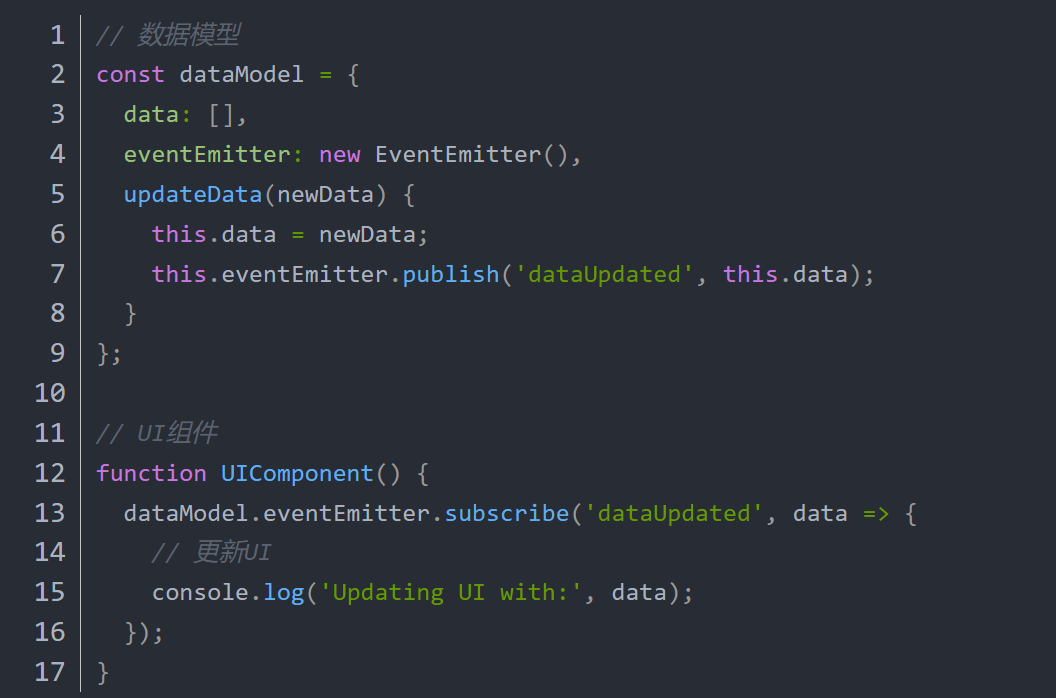 1 // 数据模型
2 const dataModel = {
3   data: [],
4   eventEmitter: new EventEmitter(),
5   updateData(newData) {
6     this.data = newData;
7     this.eventEmitter.publish('dataUpdated', this.data);
8   }
9 };
10
11 // UI组件
12 function UIComponent() {
13   dataModel.eventEmitter.subscribe('dataUpdated', data => {
14     // 更新UI
15     console.log('Updating UI with:', data);
16   });
17 }